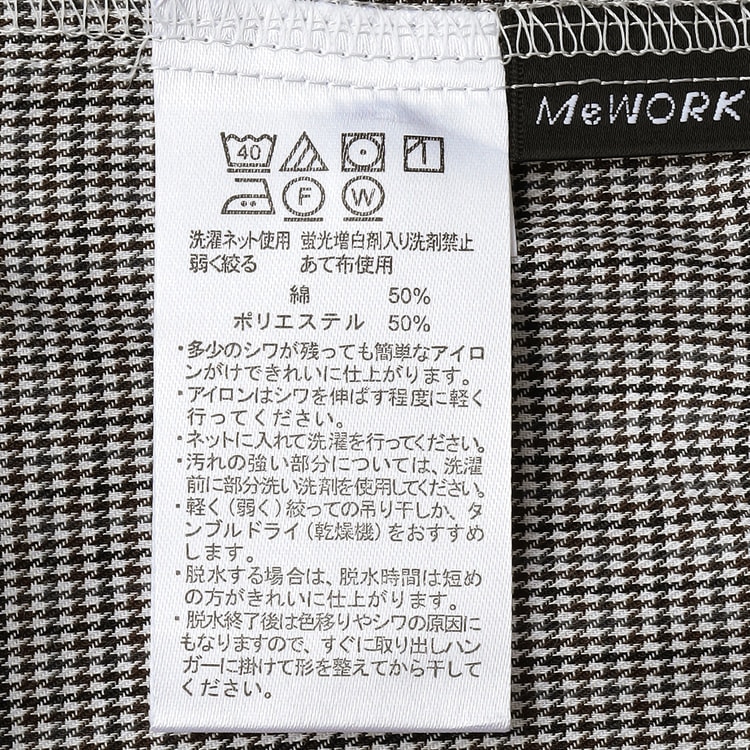 MeWORK
40
F W
洗濯ネット使用 蛍光増白剤入り洗剤禁止
弱く絞る あて布使用
綿 50%
ポリエステル 50%
・多少のシワが残っても簡単なアイロ
ンがけできれいに仕上がります。
・アイロンはシワを伸ばす程度に軽く
行ってください。
・ネットに入れて洗濯を行ってください。
・汚れの強い部分については、洗濯
前に部分洗い洗剤を使用してください。
・軽く(弱く)絞っての吊り干しか、タ
ンブルドライ(乾燥機)をおすすめ
します。
・脱水する場合は、脱水時間は短め
の方がきれいに仕上がります。
・脱水終了後は色移りやシワの原因に
もなりますので、すぐに取り出しハン
ガーに掛けて形を整えてから干して
ください。